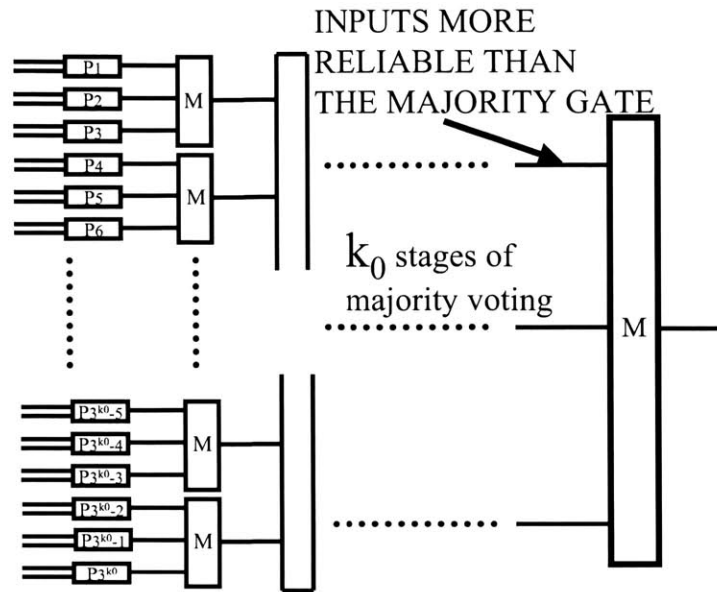 INPUTS MORE
RELIABLE THAN
THE MAJORITY GATE
P1
P2
P3
M
P4
P5
P6
M
k₀ stages of
majority voting
M
P3ᵏ⁰-5
P3ᵏ⁰-4
P3ᵏ⁰-3
M
P3ᵏ⁰-2
P3ᵏ⁰-1
P3ᵏ⁰
M